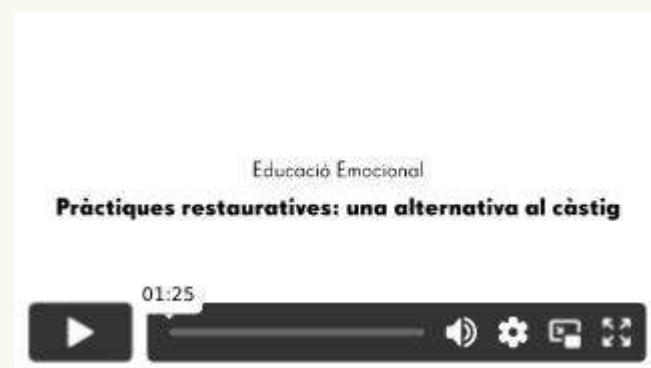 Educació Emocional
Pràctiques restauratives: una alternativa al càstig
01:25